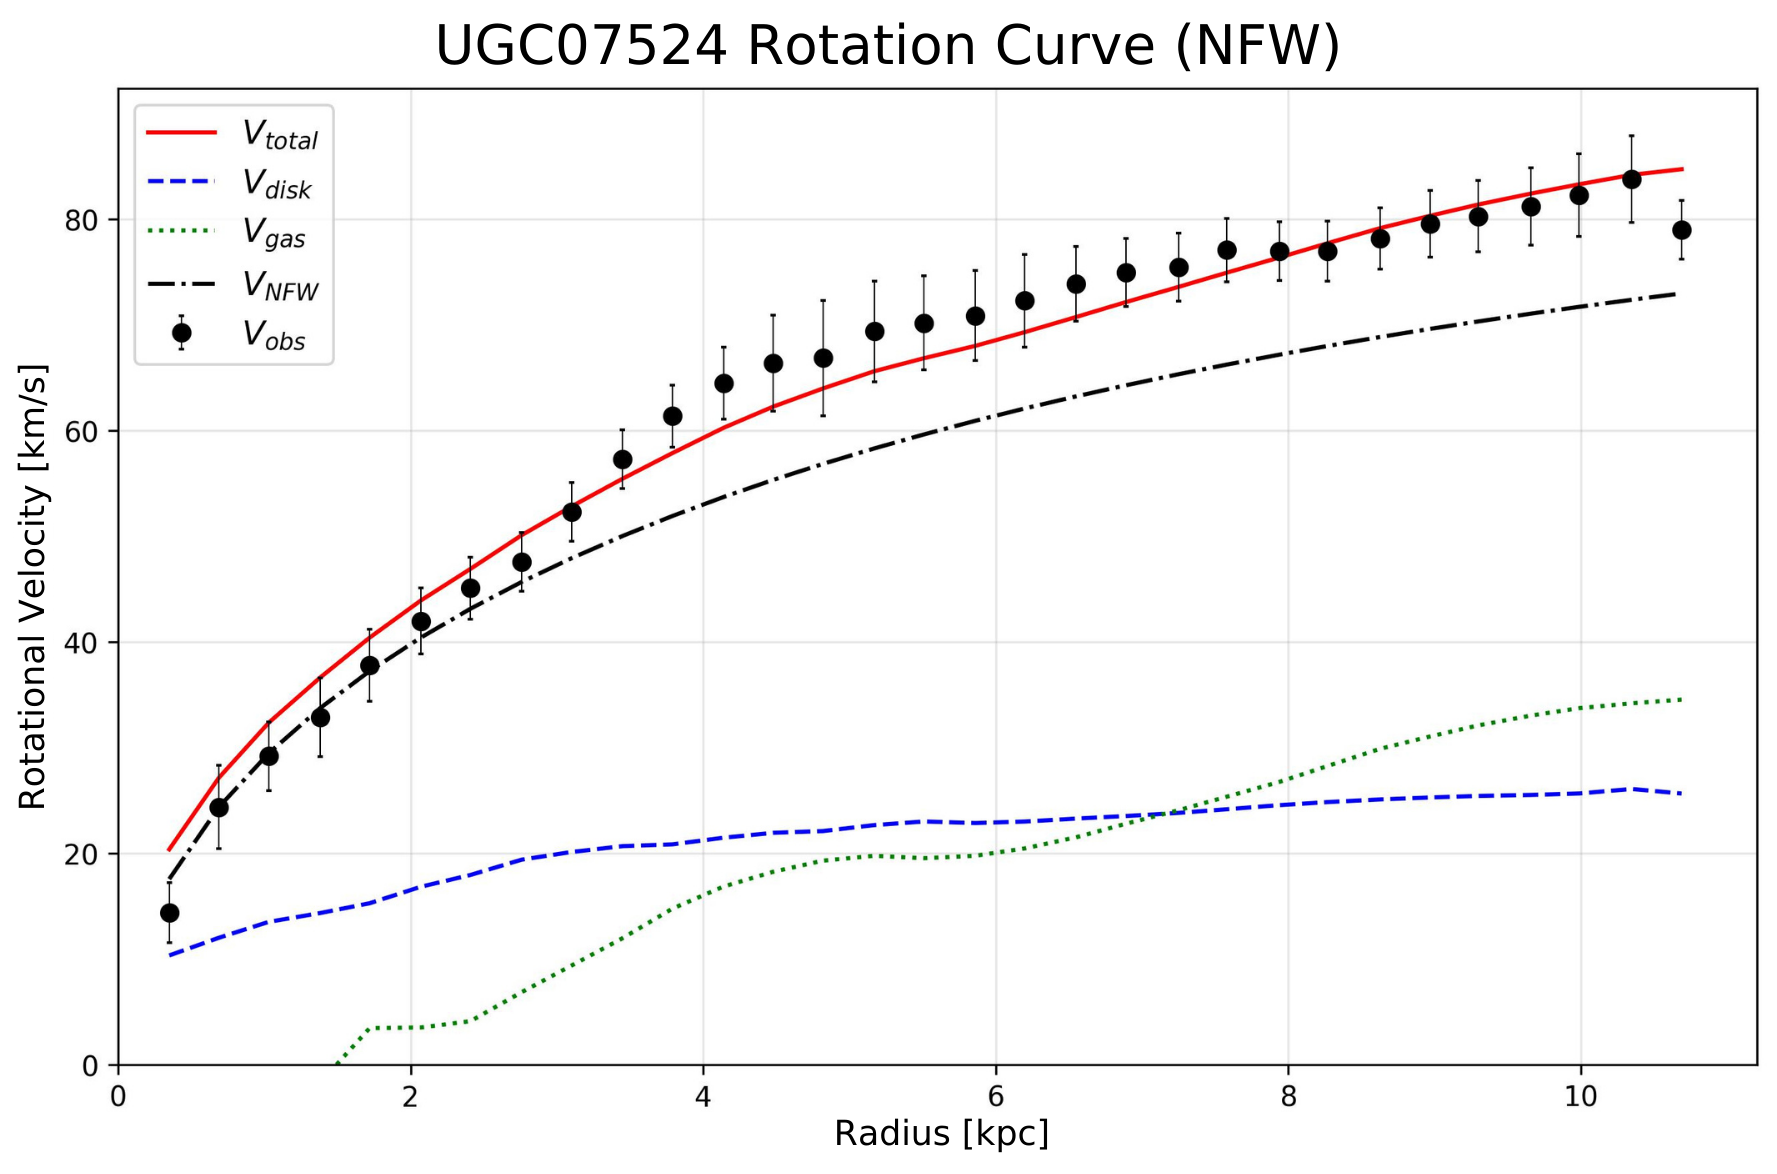 UGC07524 Rotation Curve (NFW)
V_total
V_disk
V_gas
V_NFW
V_obs
Rotational Velocity [km/s]
80
60
40
20
0
0 2 4 6 8 10
Radius [kpc]